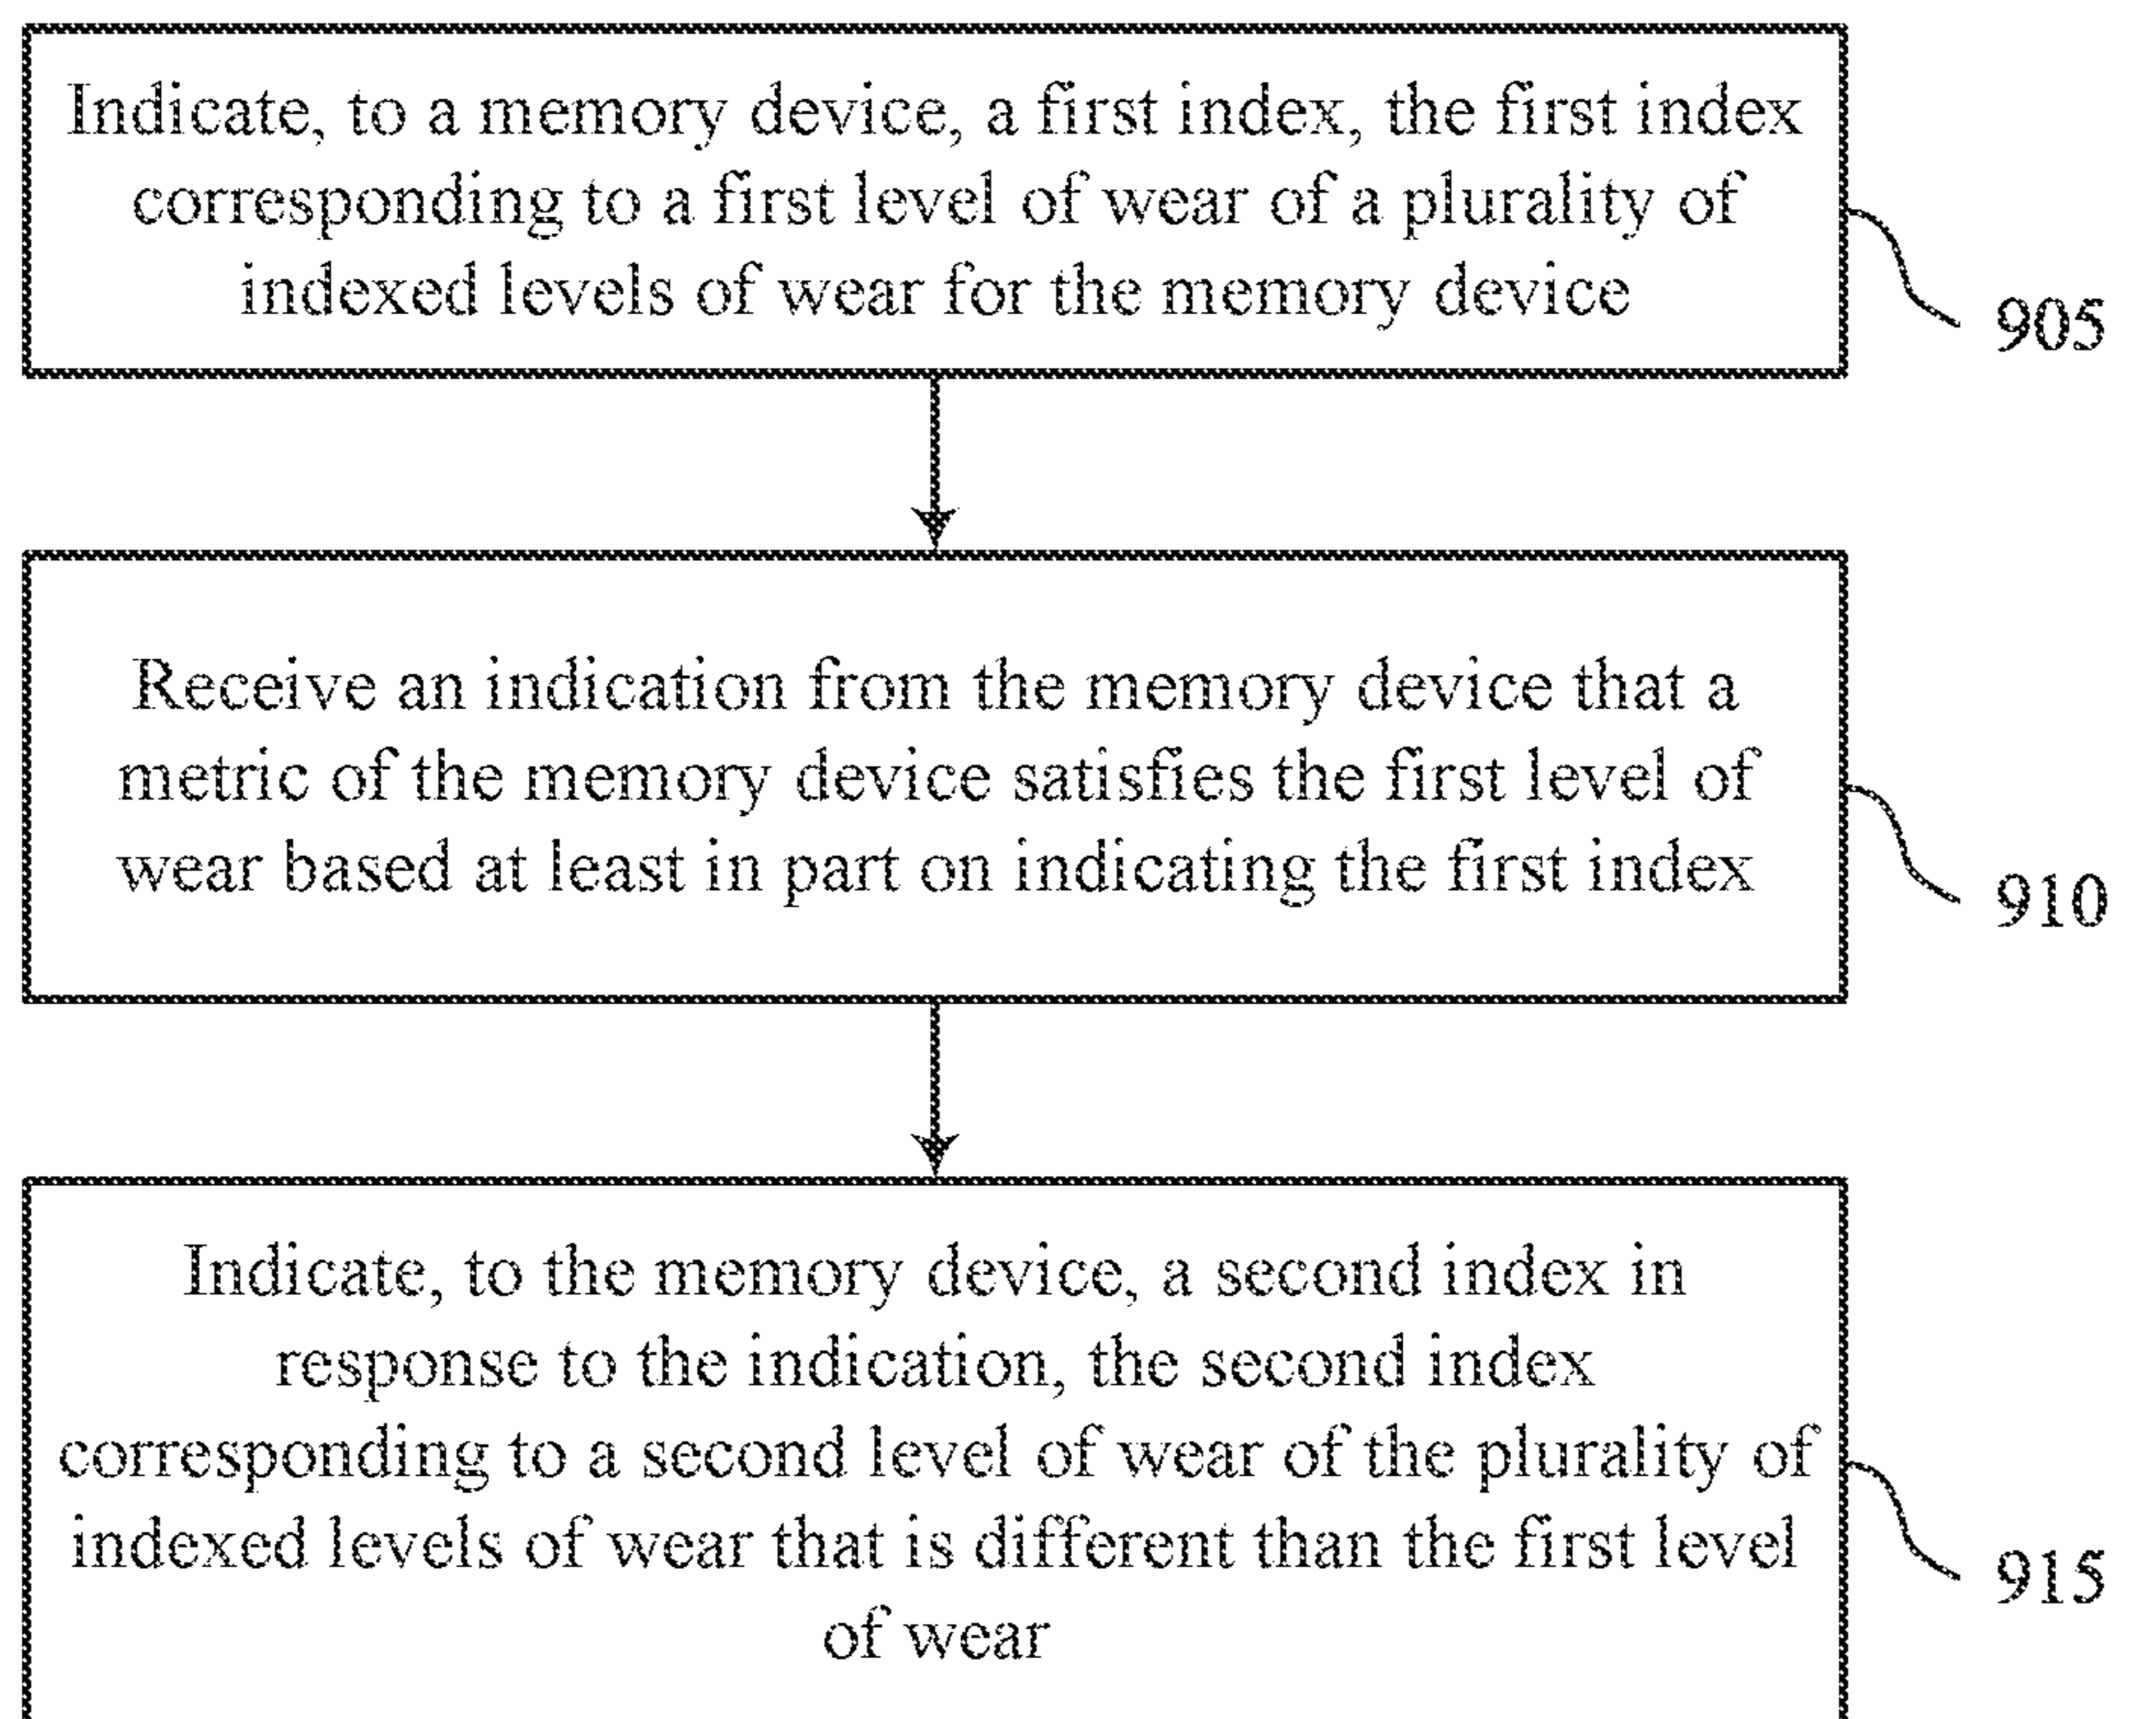 Indicate, to a memory device, a first index, the first index
corresponding to a first level of wear of a plurality of
indexed levels of wear for the memory device
905
Receive an indication from the memory device that a
metric of the memory device satisfies the first level of
wear based at least in part on indicating the first index
910
Indicate, to the memory device, a second index in
response to the indication, the second index
corresponding to a second level of wear of the plurality of
indexed levels of wear that is different than the first level
of wear
915